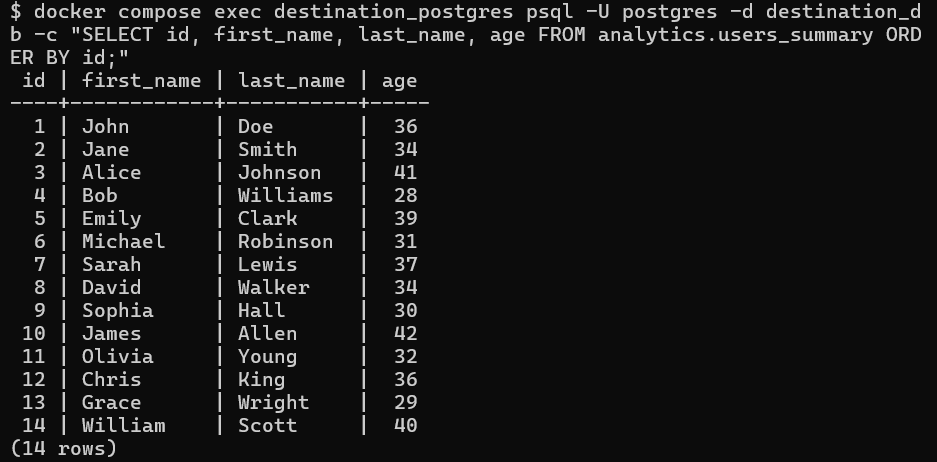 $ docker compose exec destination_postgres psql -U postgres -d destination_d
b -c "SELECT id, first_name, last_name, age FROM analytics.users_summary ORD
ER BY id;"
 id | first_name | last_name | age
----+------------+-----------+-----
  1 | John       | Doe       |  36
  2 | Jane       | Smith     |  34
  3 | Alice      | Johnson   |  41
  4 | Bob        | Williams  |  28
  5 | Emily      | Clark     |  39
  6 | Michael    | Robinson  |  31
  7 | Sarah      | Lewis     |  37
  8 | David      | Walker    |  34
  9 | Sophia     | Hall      |  30
 10 | James      | Allen     |  42
 11 | Olivia     | Young     |  32
 12 | Chris      | King      |  36
 13 | Grace      | Wright    |  29
 14 | William    | Scott     |  40
(14 rows)